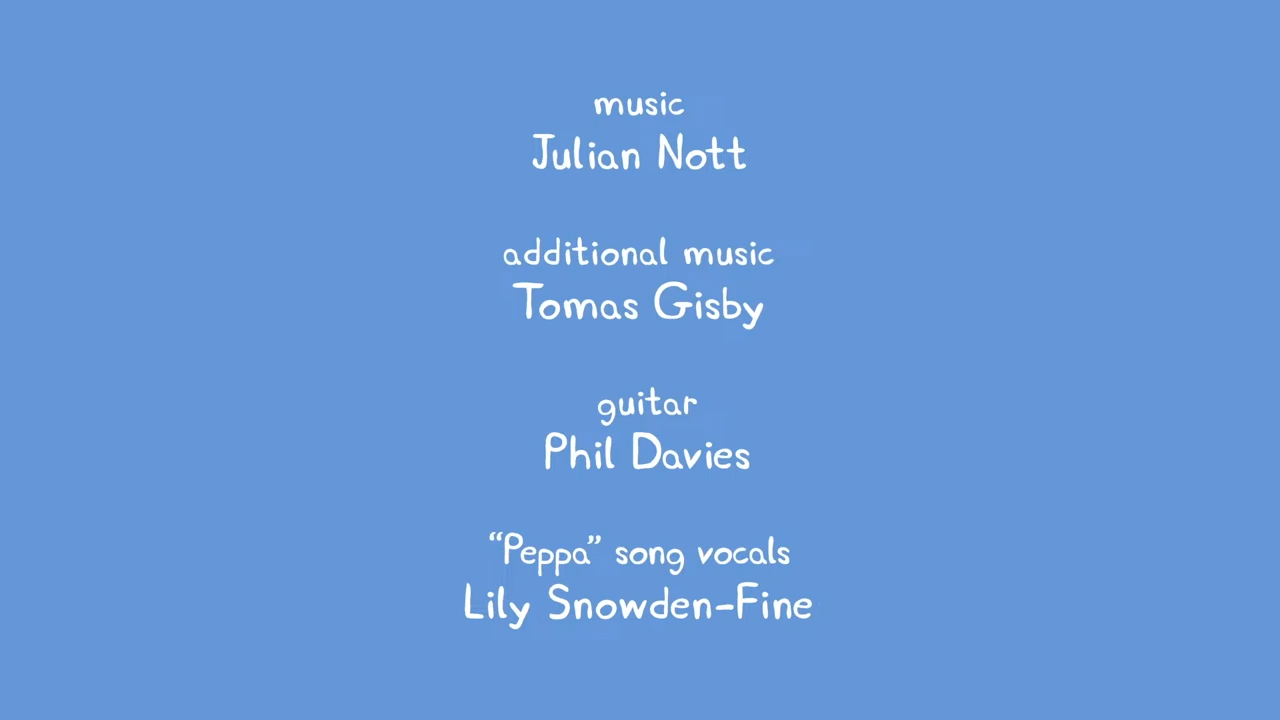 music
Julian Nott
additional music
Tomas Gisby
guitar
Phil Davies
“Peppa” song vocals
Lily Snowden-Fine